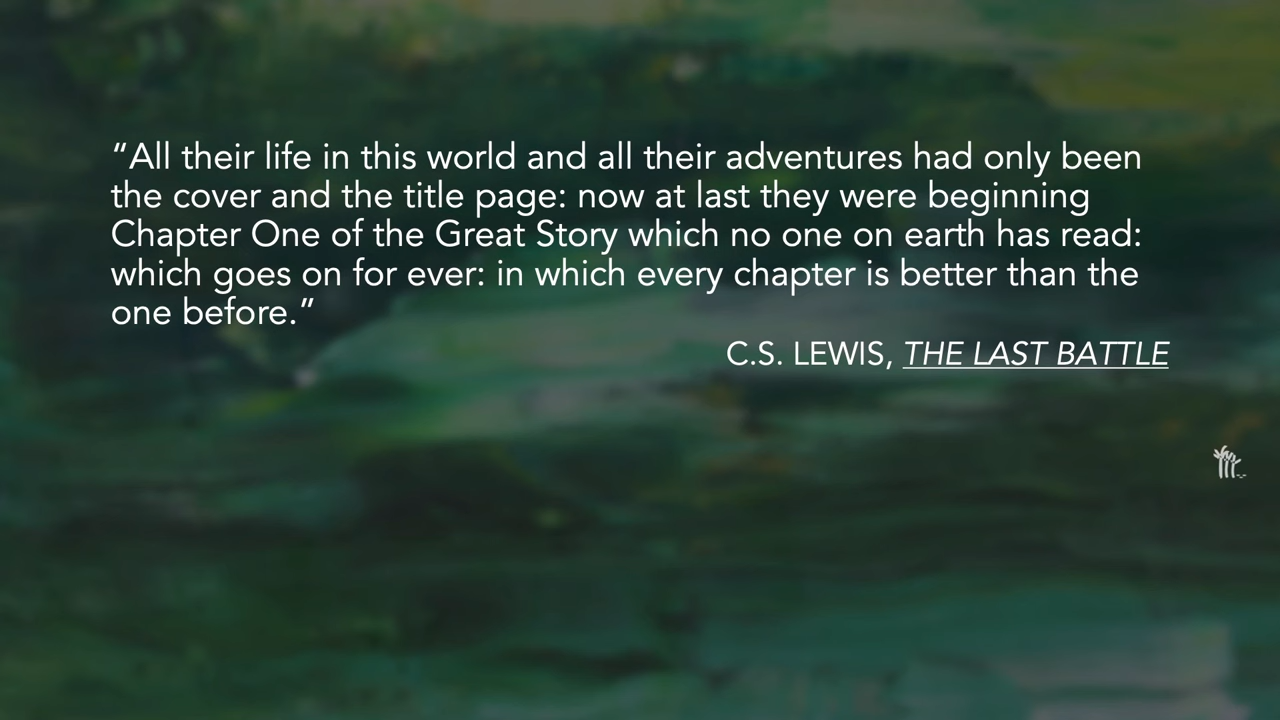 “All their life in this world and all their adventures had only been
the cover and the title page: now at last they were beginning
Chapter One of the Great Story which no one on earth has read:
which goes on for ever: in which every chapter is better than the
one before.”
C.S. LEWIS, THE LAST BATTLE